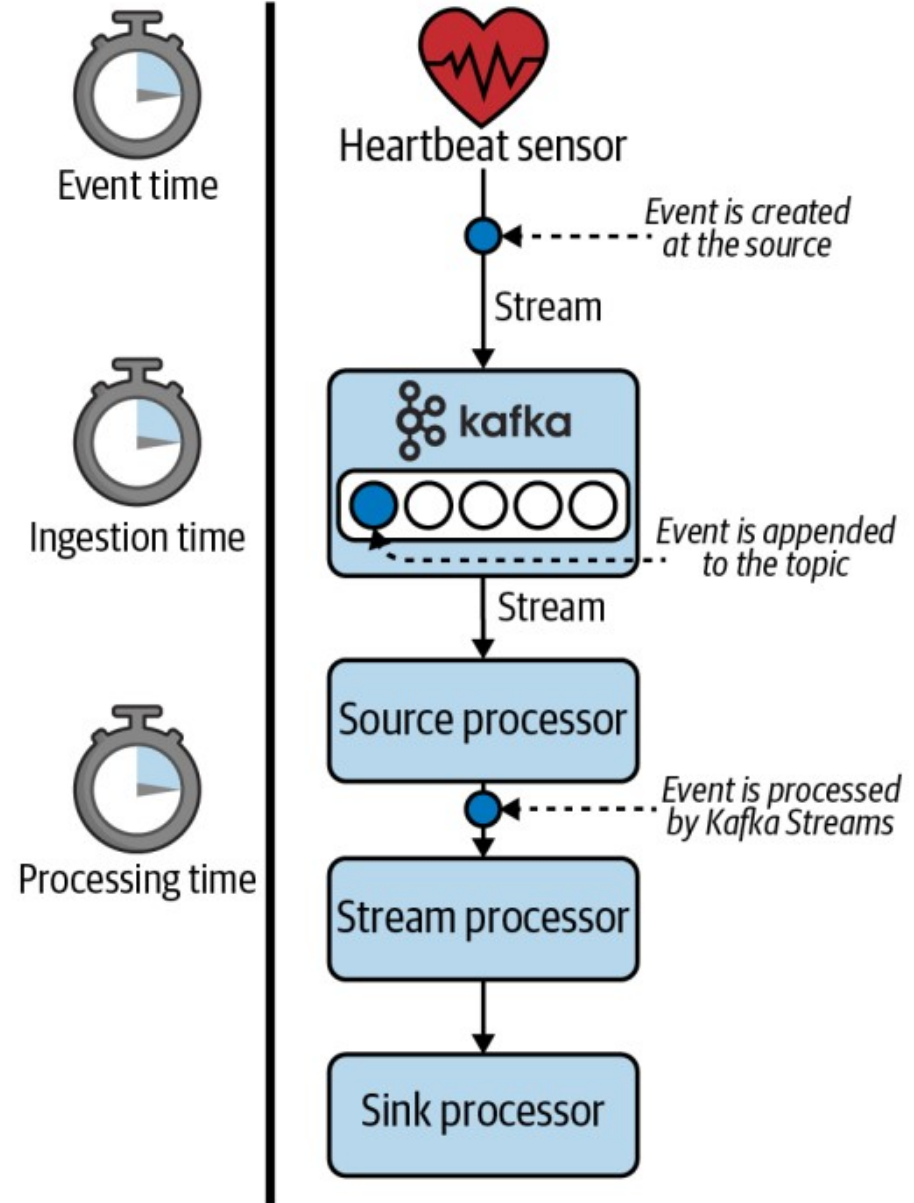 Event time
Heartbeat sensor
Event is created
at the source
Stream
kafka
Ingestion time
Event is appended
to the topic
Stream
Source processor
Event is processed
by Kafka Streams
Processing time
Stream processor
Sink processor